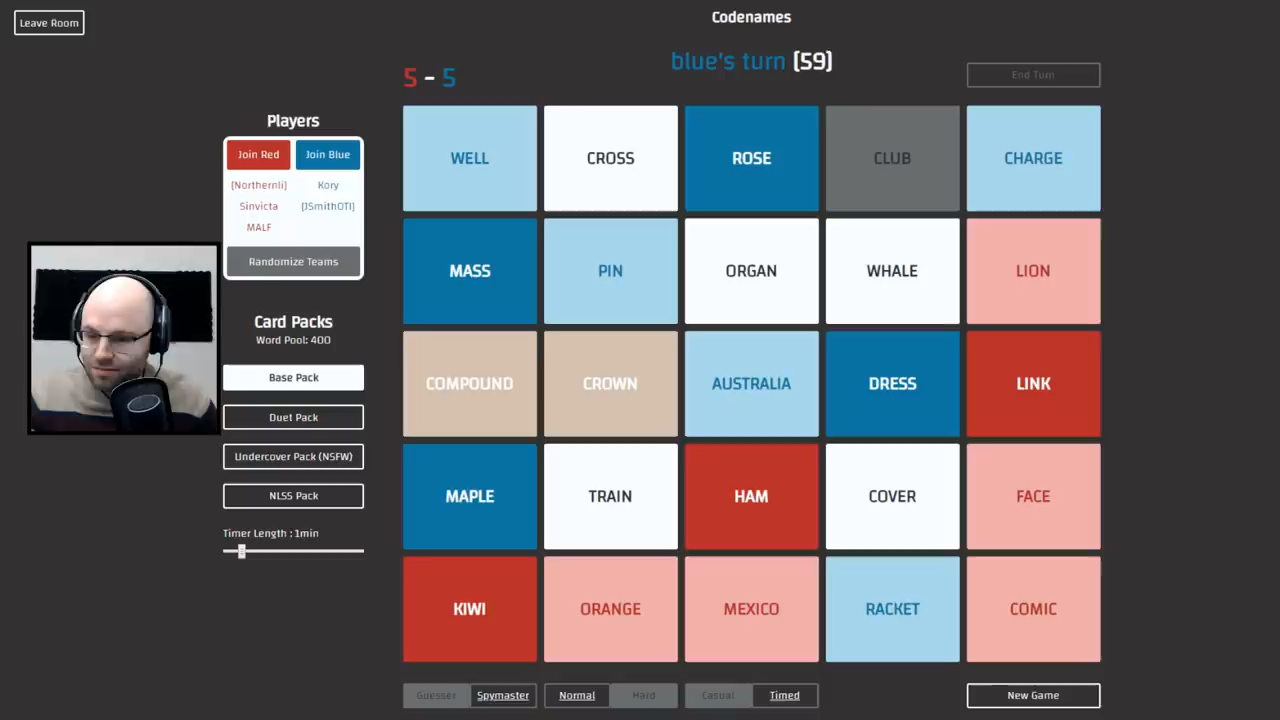 Leave Room
Codenames
blue's turn [59]
5 - 5
End Turn
Players
Join Red
Join Blue
[Northernli]
Kory
Sinvicta
[JSmithOTI]
MALF
Randomize Teams
Card Packs
Word Pool: 400
Base Pack
Duet Pack
Undercover Pack (NSFW)
NLSS Pack
Timer Length : 1min
WELL
CROSS
ROSE
CLUB
CHARGE
MASS
PIN
ORGAN
WHALE
LION
COMPOUND
CROWN
AUSTRALIA
DRESS
LINK
MAPLE
TRAIN
HAM
COVER
FACE
KIWI
ORANGE
MEXICO
RACKET
COMIC
Guesser
Spymaster
Normal
Hard
Casual
Timed
New Game